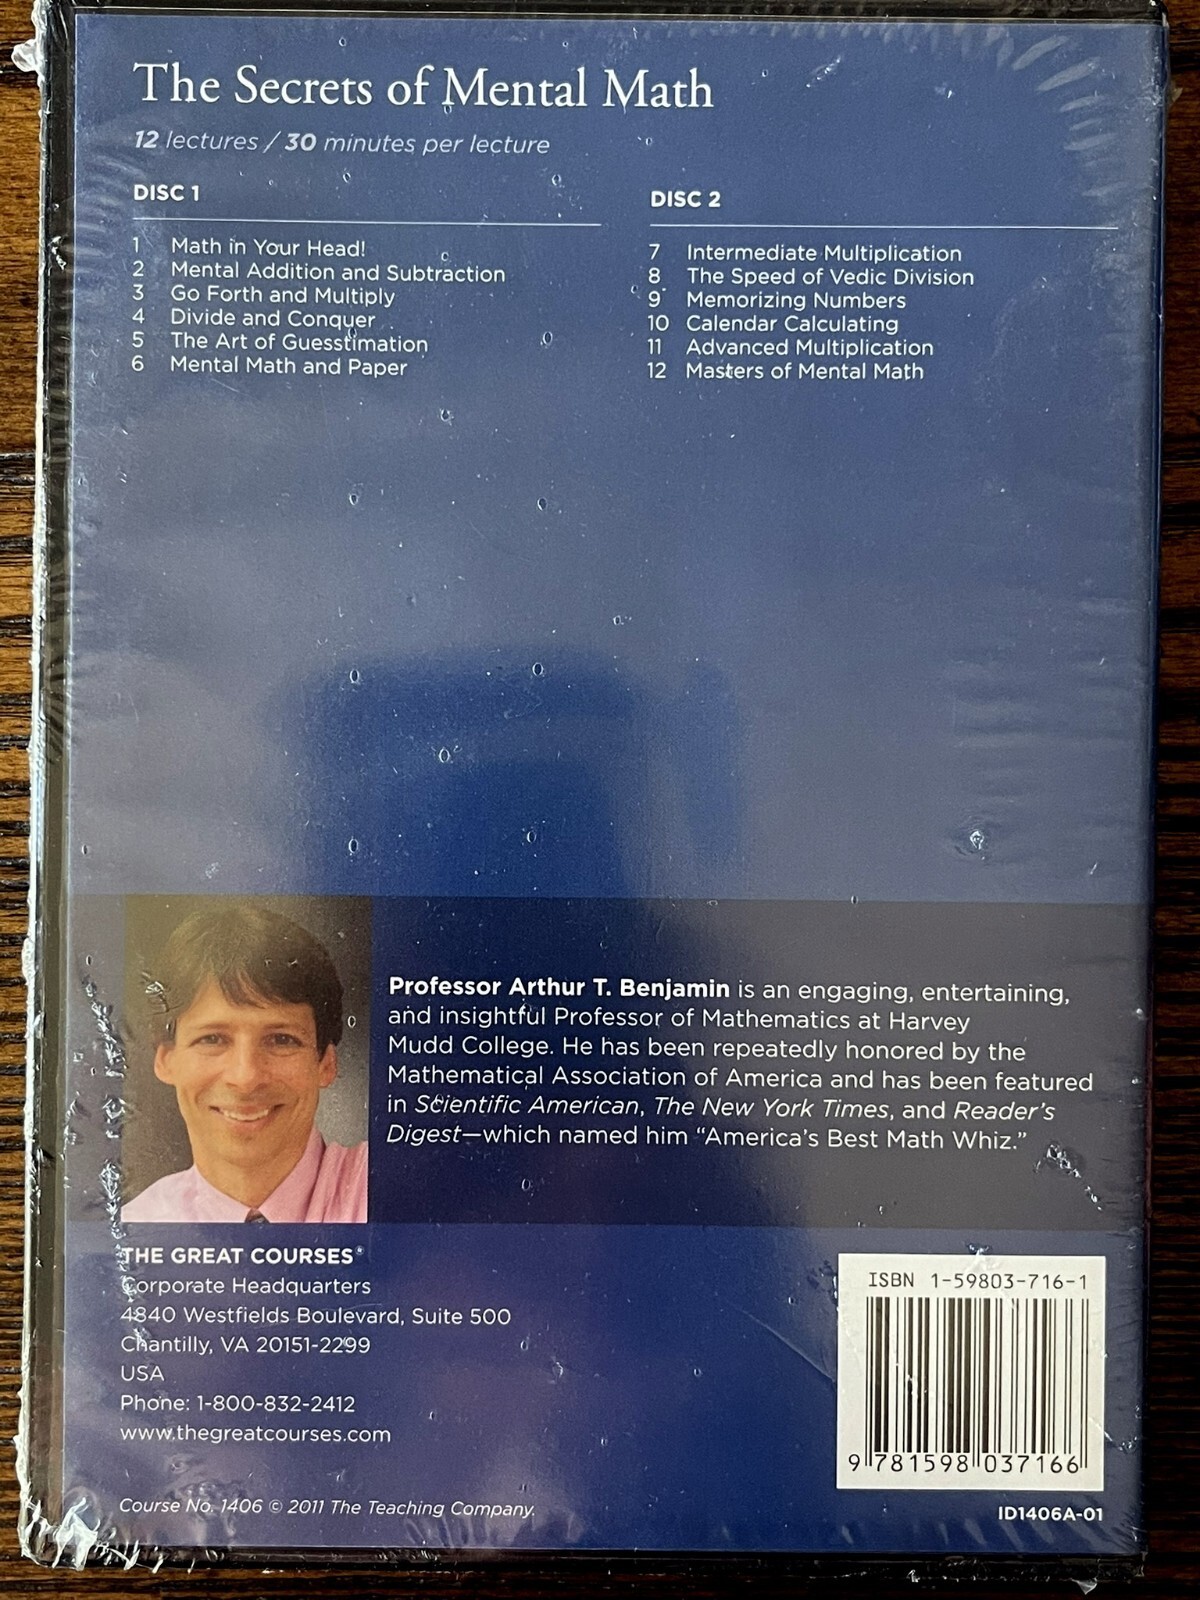 The Secrets of Mental Math
12 lectures / 30 minutes per lecture
DISC 1
1 Math in Your Head!
2 Mental Addition and Subtraction
3 Go Forth and Multiply
4 Divide and Conquer
5 The Art of Guesstimation
6 Mental Math and Paper
DISC 2
7 Intermediate Multiplication
8 The Speed of Vedic Division
9 Memorizing Numbers
10 Calendar Calculating
11 Advanced Multiplication
12 Masters of Mental Math
Professor Arthur T. Benjamin is an engaging, entertaining,
and insightful Professor of Mathematics at Harvey
Mudd College. He has been repeatedly honored by the
Mathematical Association of America and has been featured
in Scientific American, The New York Times, and Reader's
Digest—which named him "America's Best Math Whiz."
THE GREAT COURSES®
Corporate Headquarters
4840 Westfields Boulevard, Suite 500
Chantilly, VA 20151-2299
USA
Phone: 1-800-832-2412
www.thegreatcourses.com
Course No. 1406 © 2011 The Teaching Company.
ISBN 1-59803-716-1
9 781598 037166
ID1406A-01